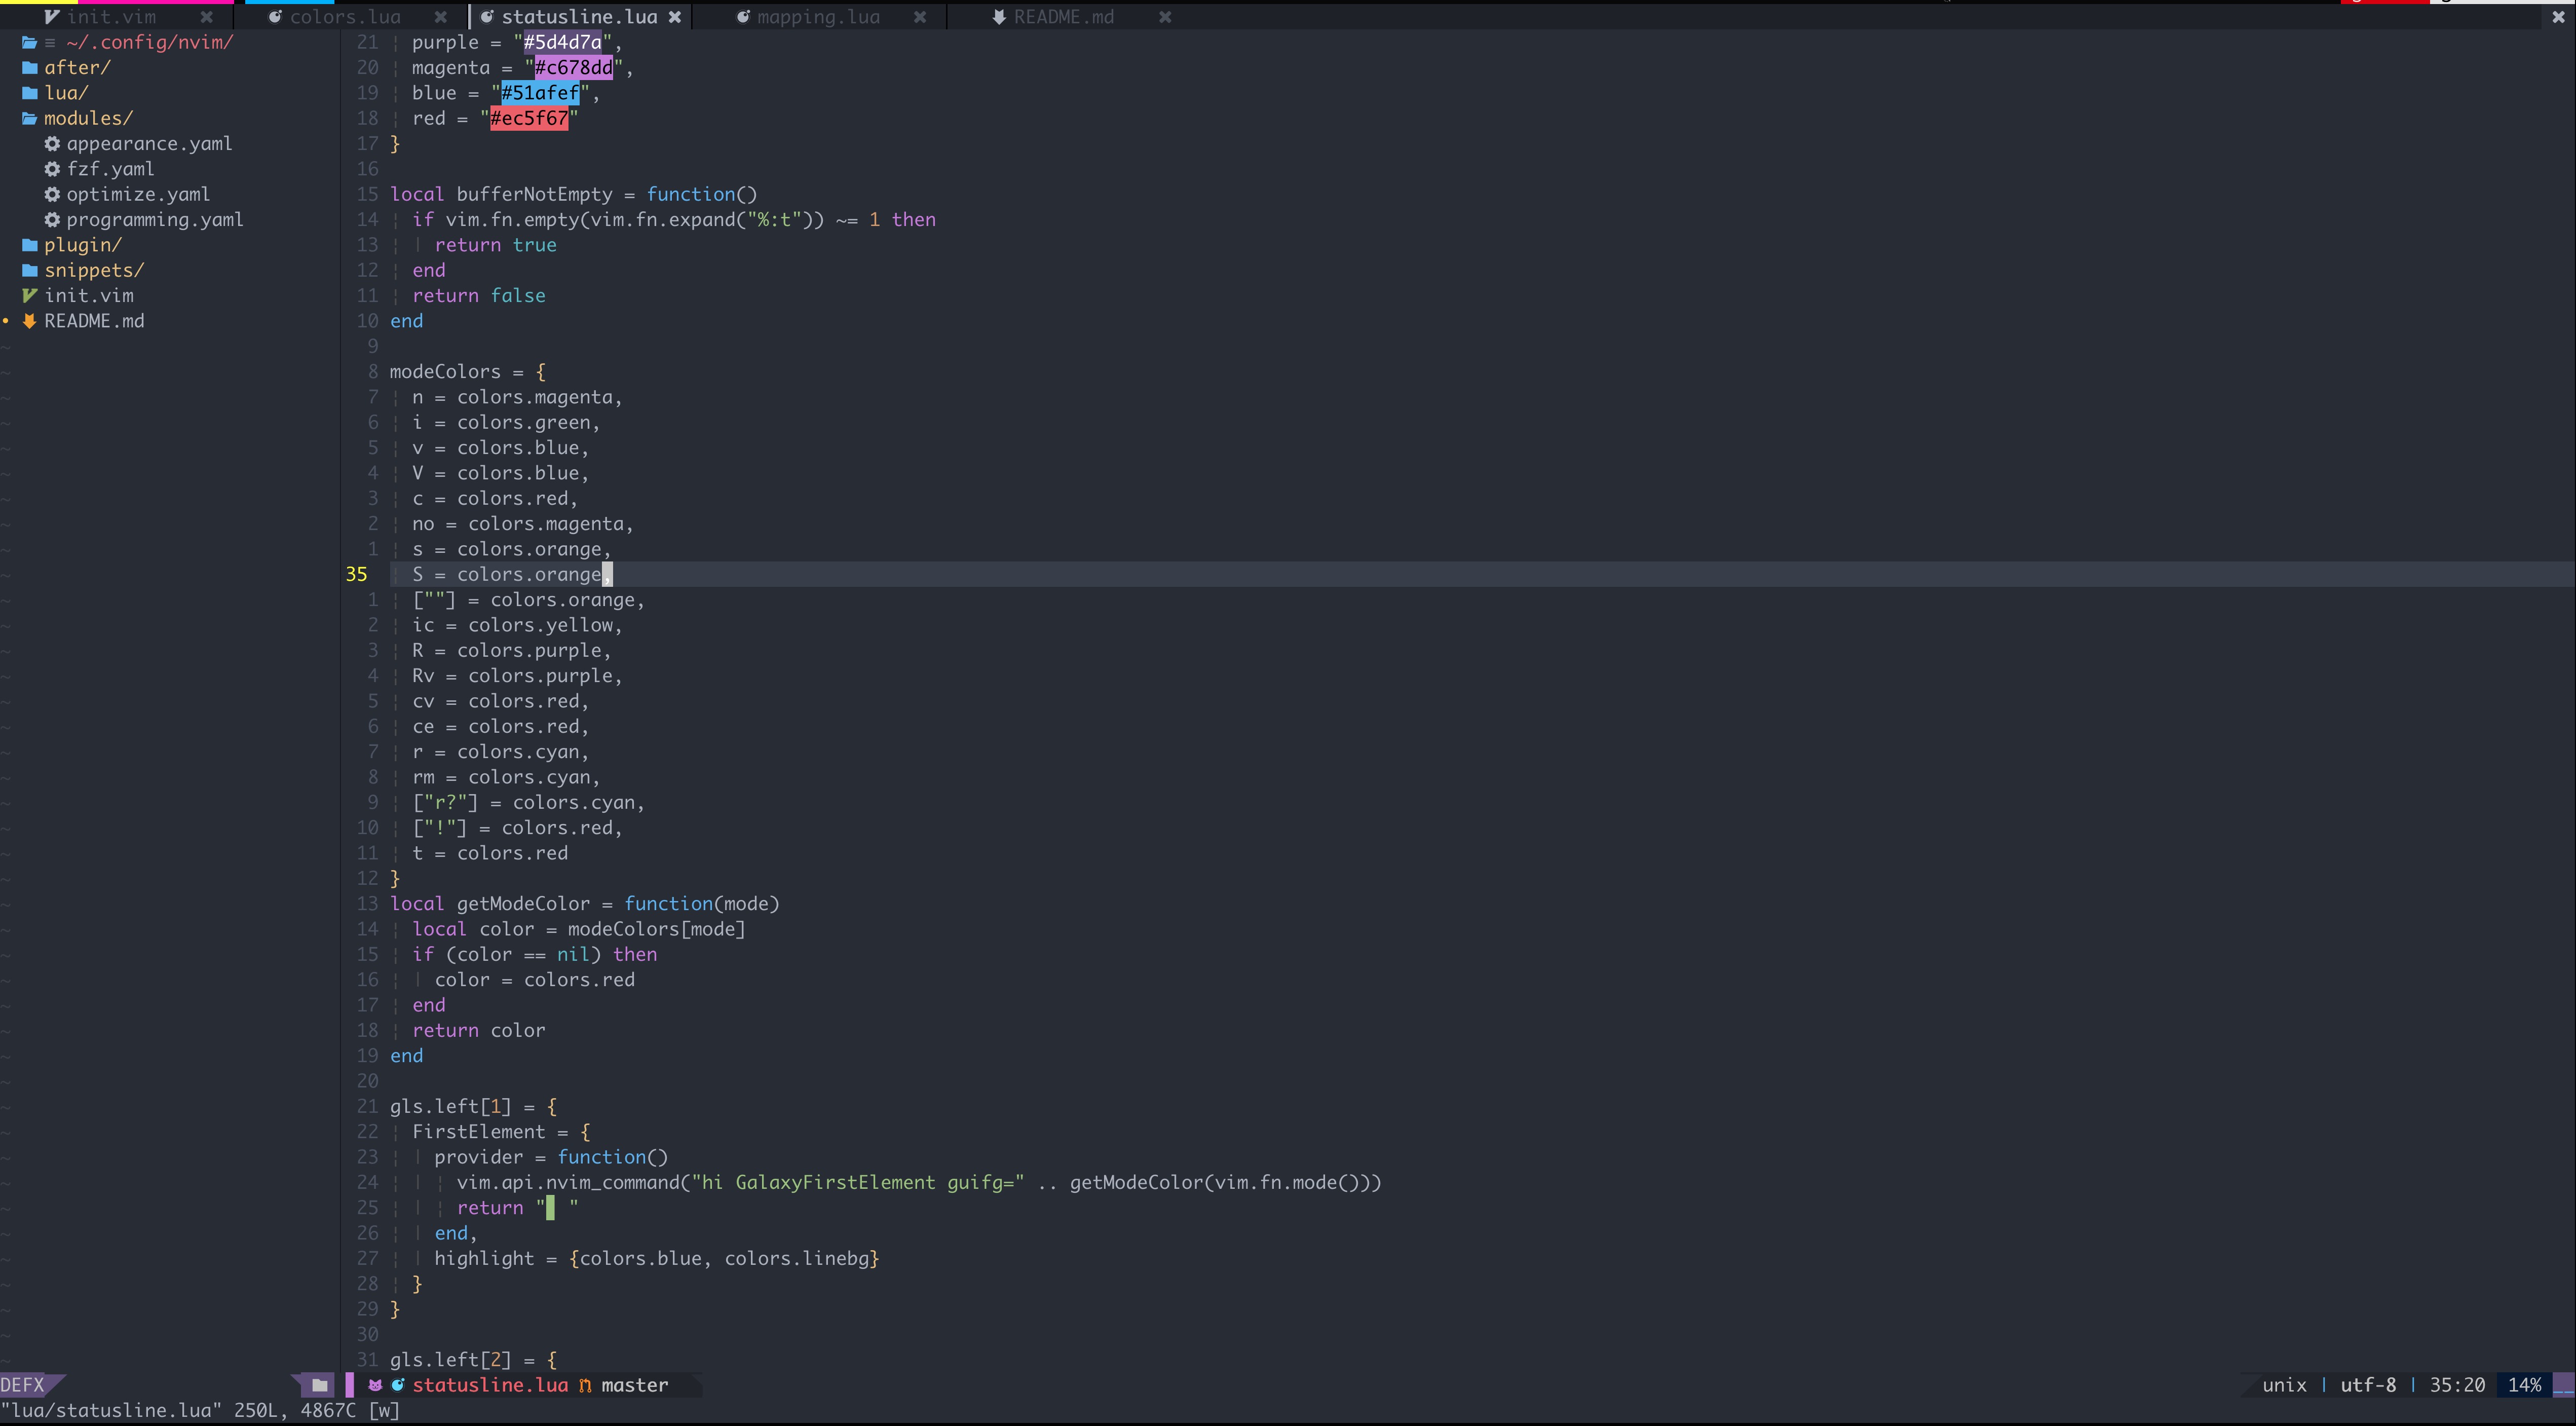 init.vim colors.lua statusline.lua mapping.lua README.md
~/.config/nvim/
after/
lua/
modules/
appearance.yaml
fzf.yaml
optimize.yaml
programming.yaml
plugin/
snippets/
init.vim
README.md
21 purple = "#5d4d7a",
20 magenta = "#c678dd",
19 blue = "#51afef",
18 red = "#ec5f67"
17 }
16
15 local bufferNotEmpty = function()
14 if vim.fn.empty(vim.fn.expand("%:t")) ~= 1 then
13 return true
12 end
11 return false
10 end
9
8 modeColors = {
7 n = colors.magenta,
6 i = colors.green,
5 v = colors.blue,
4 V = colors.blue,
3 c = colors.red,
2 no = colors.magenta,
1 s = colors.orange,
35 S = colors.orange,
1 [""] = colors.orange,
2 ic = colors.yellow,
3 R = colors.purple,
4 Rv = colors.purple,
5 cv = colors.red,
6 ce = colors.red,
7 r = colors.cyan,
8 rm = colors.cyan,
9 ["r?"] = colors.cyan,
10 ["!"] = colors.red,
11 t = colors.red
12 }
13 local getModeColor = function(mode)
14 local color = modeColors[mode]
15 if (color == nil) then
16 color = colors.red
17 end
18 return color
19 end
20
21 gls.left[1] = {
22 FirstElement = {
23 provider = function()
24 vim.api.nvim_command("hi GalaxyFirstElement guifg=" .. getModeColor(vim.fn.mode()))
25 return "▋ "
26 end,
27 highlight = {colors.blue, colors.linebg}
28 }
29 }
30
31 gls.left[2] = {
DEFX statusline.lua master unix | utf-8 | 35:20 14%
"lua/statusline.lua" 250L, 4867C [w]